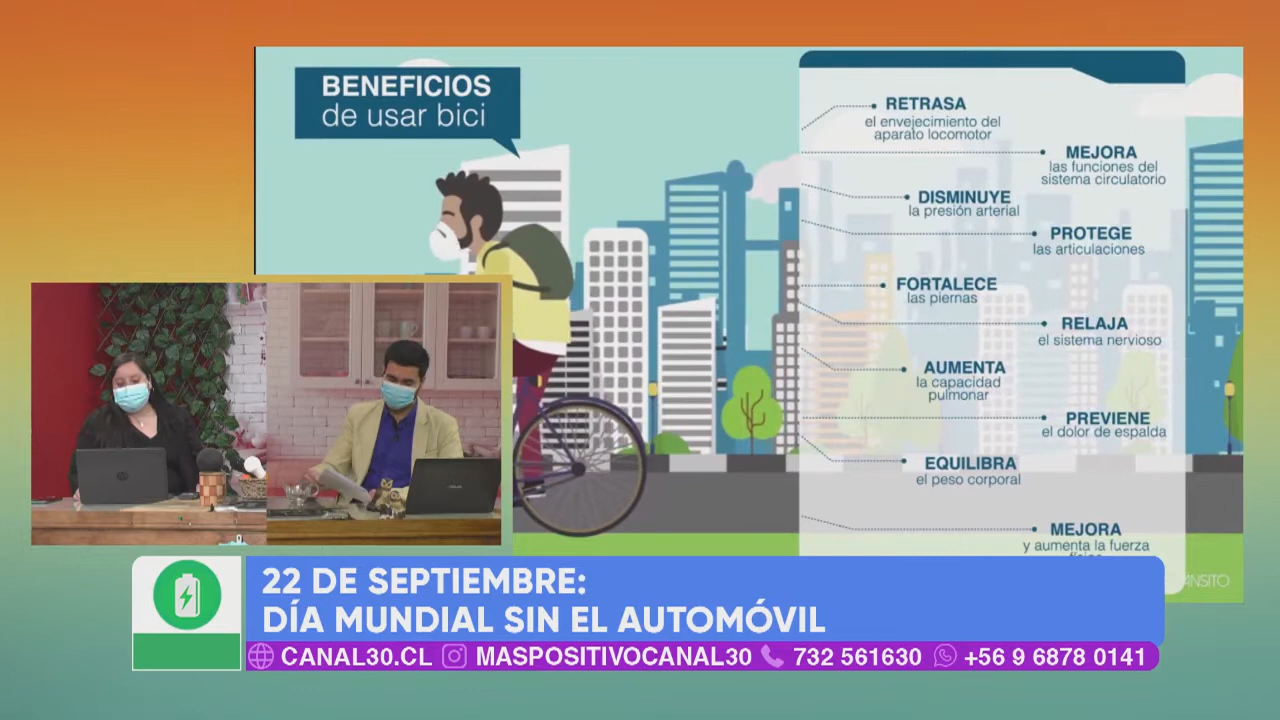 BENEFICIOS
de usar bici
RETRASA
el envejecimiento del
aparato locomotor
MEJORA
las funciones del
sistema circulatorio
DISMINUYE
la presión arterial
PROTEGE
las articulaciones
FORTALECE
las piernas
RELAJA
el sistema nervioso
AUMENTA
la capacidad
pulmonar
PREVIENE
el dolor de espalda
EQUILIBRA
el peso corporal
MEJORA
y aumenta la fuerza
22 DE SEPTIEMBRE:
DÍA MUNDIAL SIN EL AUTOMÓVIL
CANAL30.CL MASPOSITIVOCANAL30 732 561630 +56 9 6878 0141